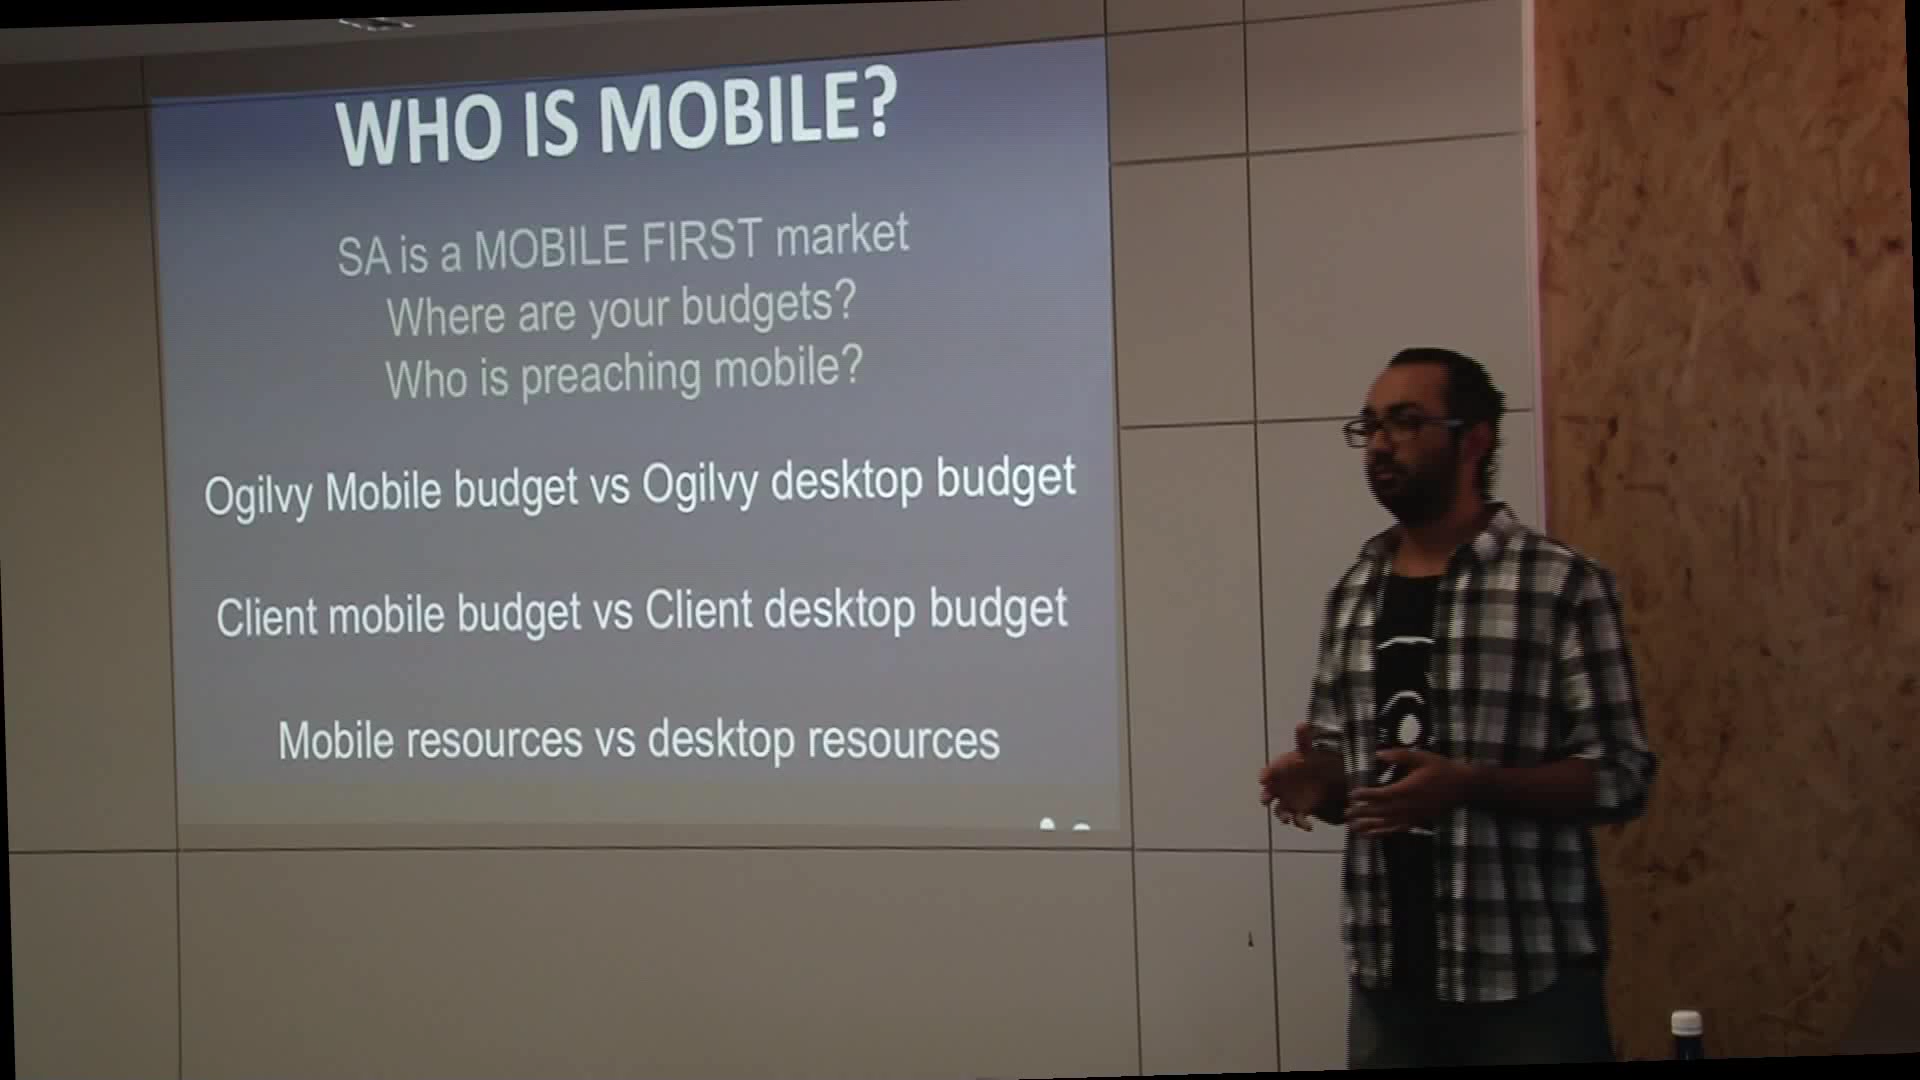 WHO IS MOBILE?
SA is a MOBILE FIRST market
Where are your budgets?
Who is preaching mobile?
Ogilvy Mobile budget vs Ogilvy desktop budget
Client mobile budget vs Client desktop budget
Mobile resources vs desktop resources